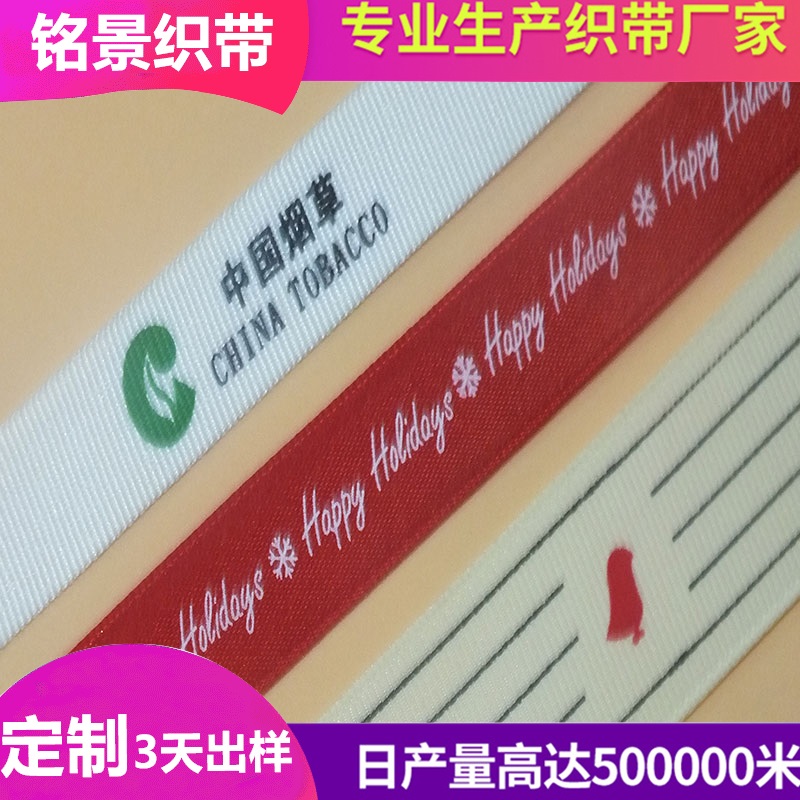 铭景织带
专业生产织带厂家
中国烟草
CHINA TOBACCO
Happy Holidays
Happy Holidays
Happy Holidays
Holidays
定制3天出样
日产量高达500000米